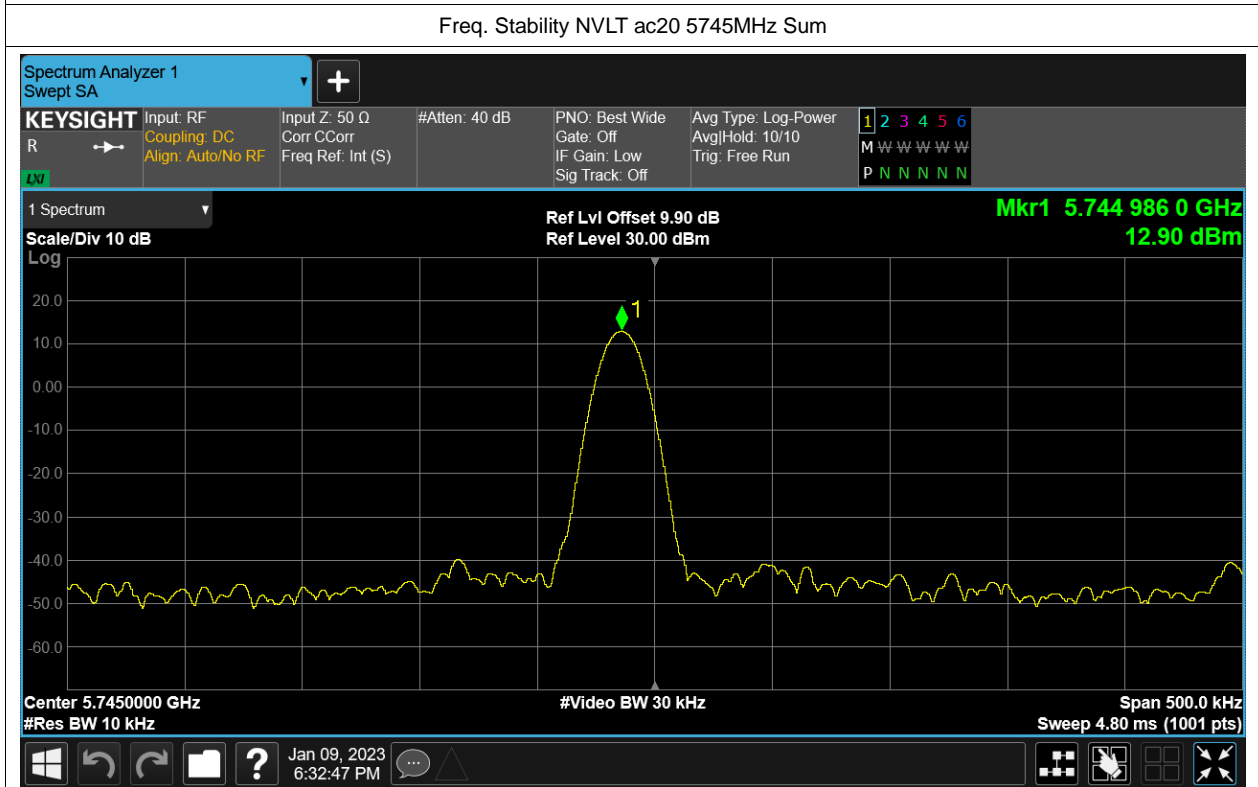 Freq. Stability NVLT ac20 5745MHz Sum
Spectrum Analyzer 1
Swept SA
KEYSIGHT
R
LXI
Input: RF
Coupling: DC
Align: Auto/No RF
Input Z: 50 Ω
Corr CCorr
Freq Ref: Int (S)
#Atten: 40 dB
PNO: Best Wide
Gate: Off
IF Gain: Low
Sig Track: Off
Avg Type: Log-Power
Avg|Hold: 10/10
Trig: Free Run
1 2 3 4 5 6
M W W W W W
P N N N N N
1 Spectrum
Scale/Div 10 dB
Log
Ref Lvl Offset 9.90 dB
Ref Level 30.00 dBm
Mkr1 5.744 986 0 GHz
12.90 dBm
1
20.0
10.0
0.00
-10.0
-20.0
-30.0
-40.0
-50.0
-60.0
Center 5.7450000 GHz
#Res BW 10 kHz
#Video BW 30 kHz
Span 500.0 kHz
Sweep 4.80 ms (1001 pts)
?
Jan 09, 2023
6:32:47 PM